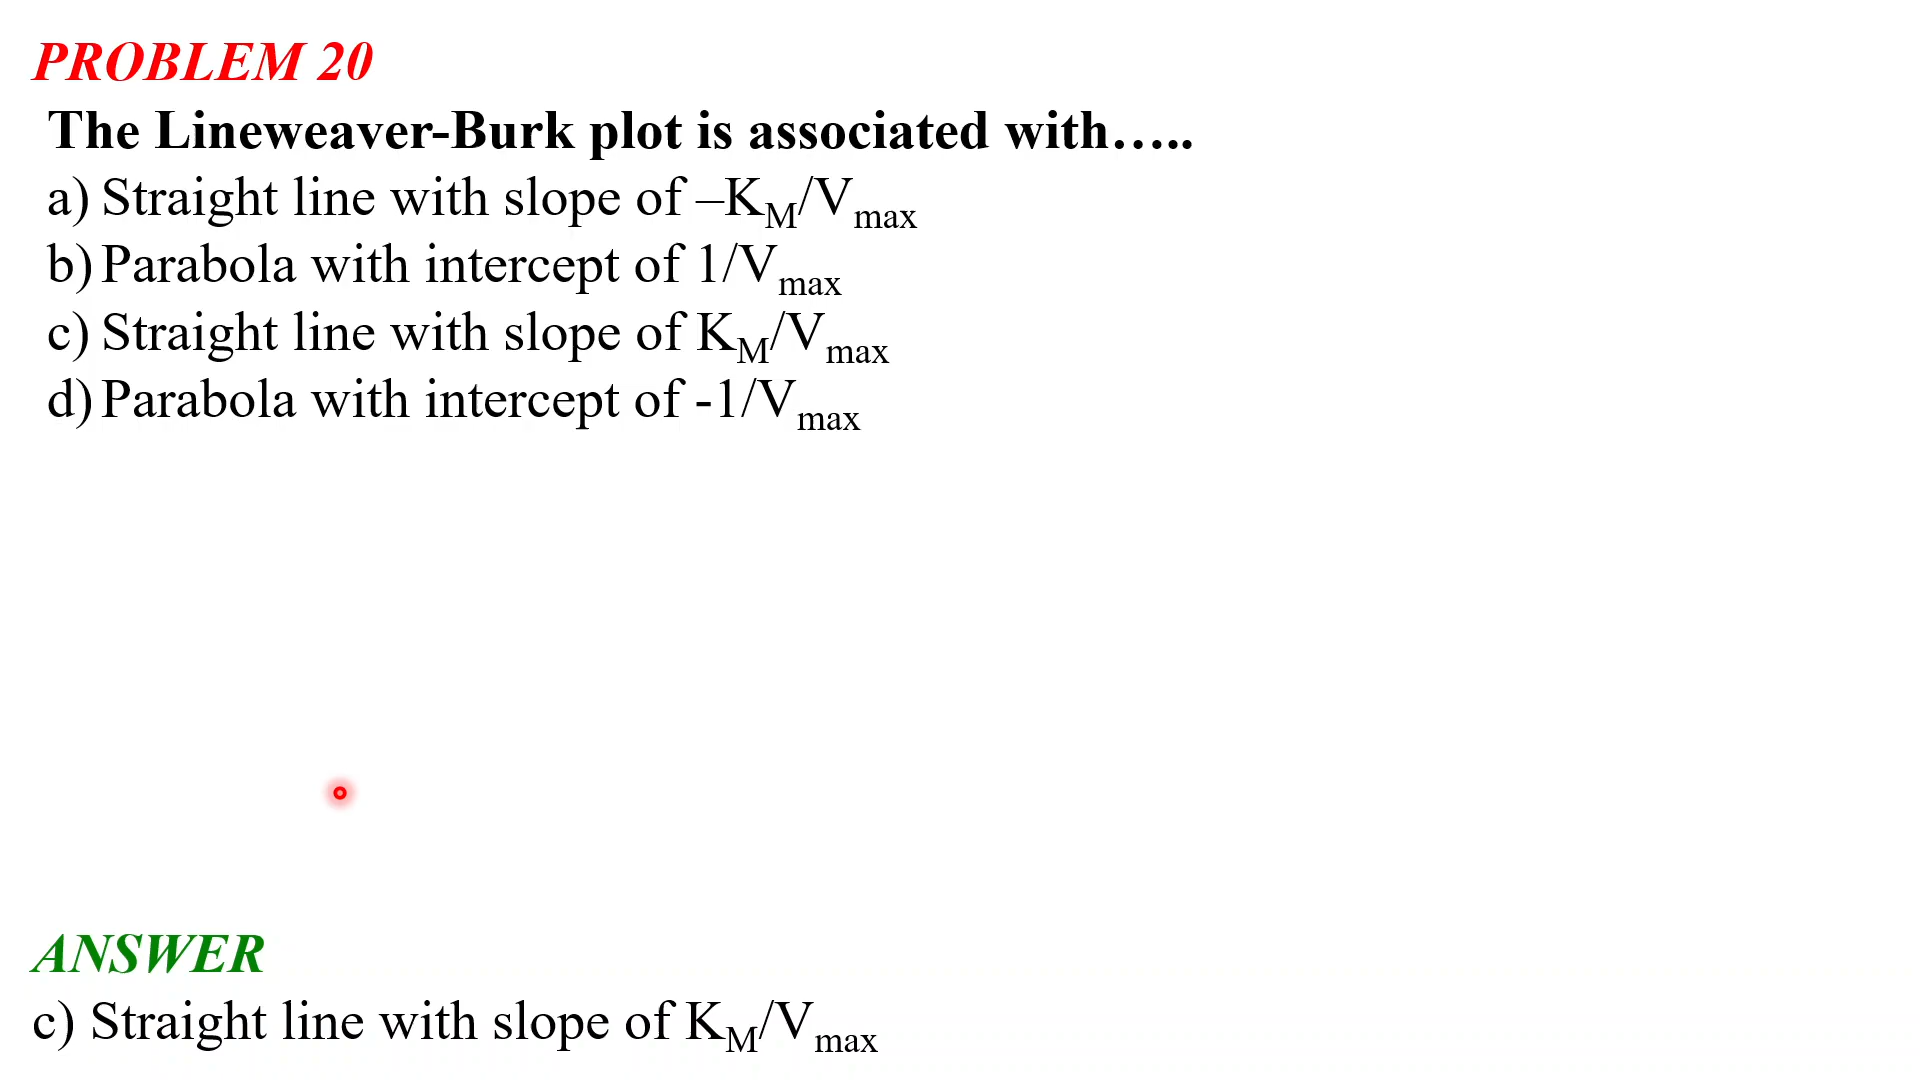 PROBLEM 20
The Lineweaver-Burk plot is associated with…..
a) Straight line with slope of –KM/Vmax
b) Parabola with intercept of 1/Vmax
c) Straight line with slope of KM/Vmax
d) Parabola with intercept of -1/Vmax
ANSWER
c) Straight line with slope of KM/Vmax